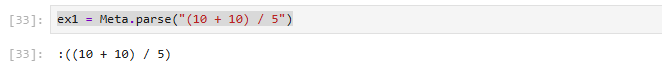 [33]: ex1 = Meta.parse("(10 + 10) / 5")
[33]: :((10 + 10) / 5)